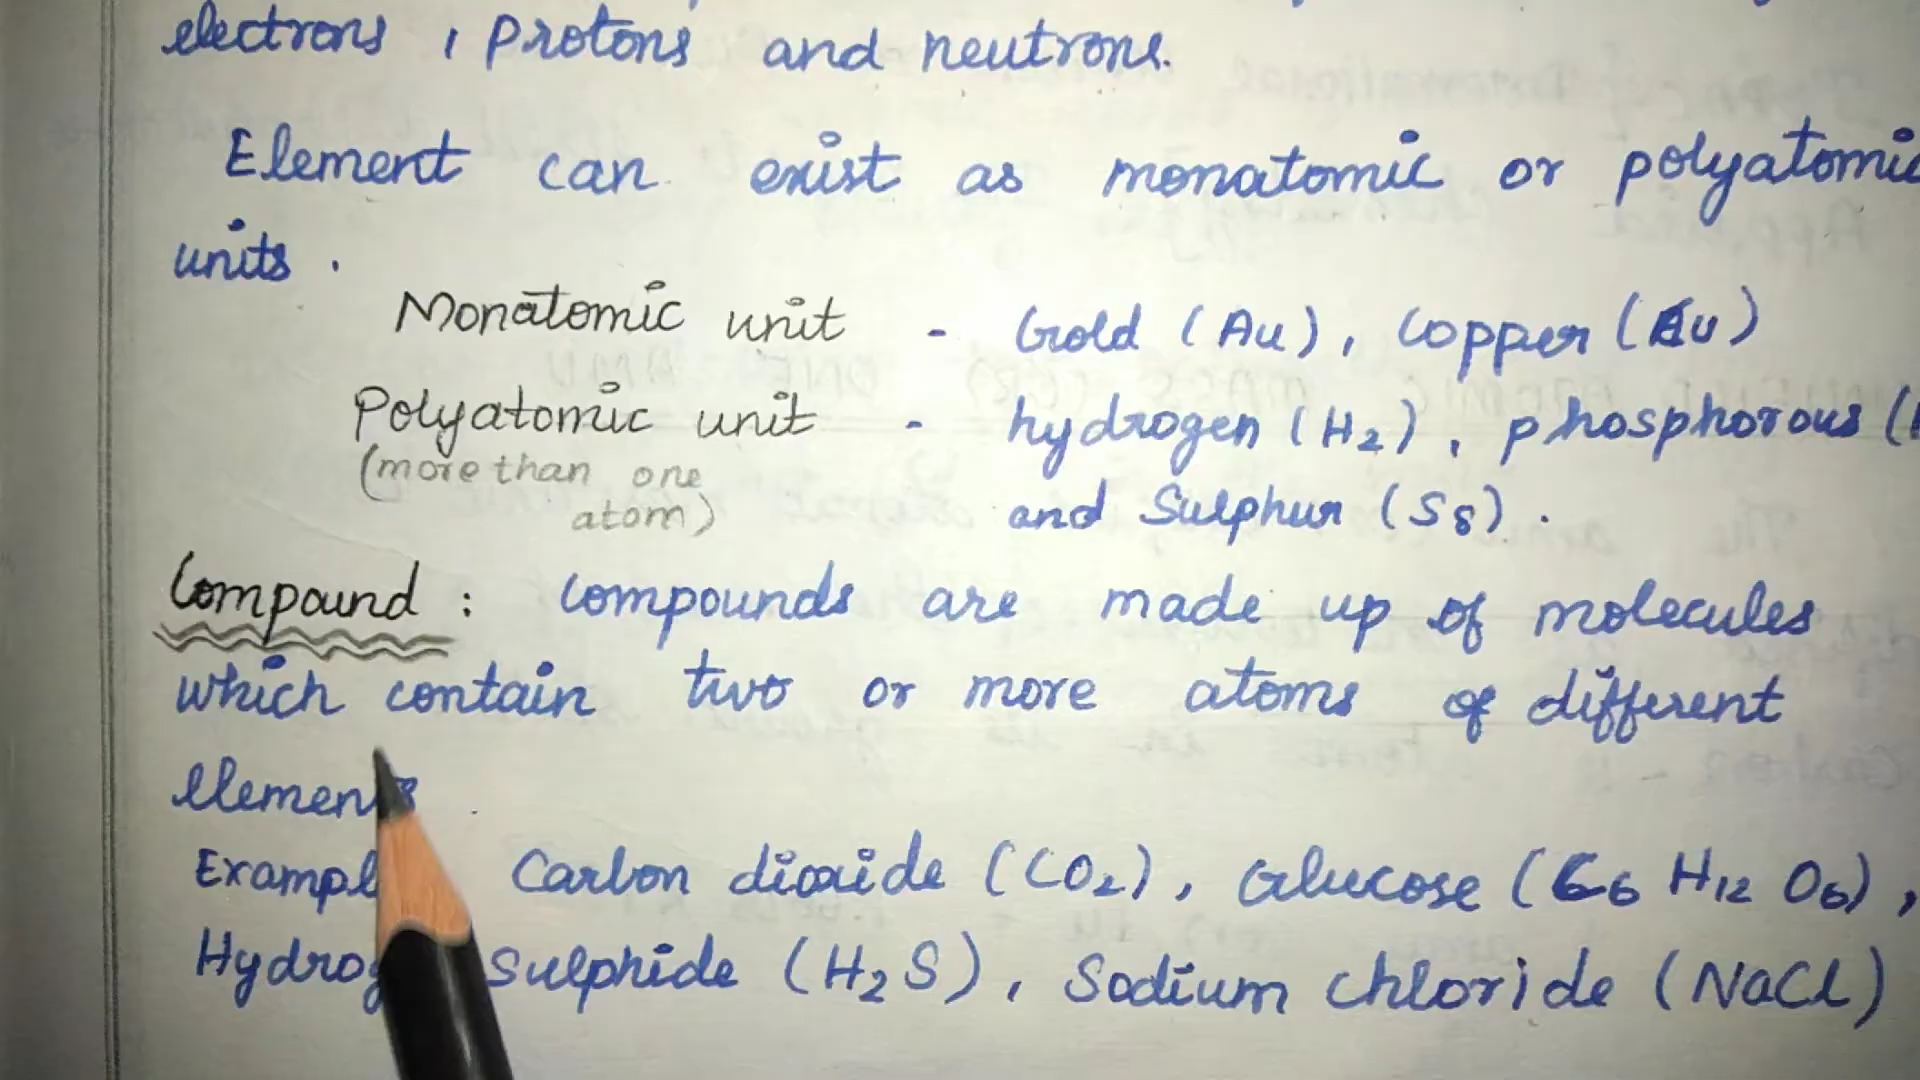 electrons, protons and neutrons.
Element can exist as monatomic or polyatomic
units.
Monatomic unit - Gold (Au), Copper (Cu)
Polyatomic unit - hydrogen (H₂), phosphorous (
(more than one
atom)
and Sulphur (S₈).
Compound : Compounds are made up of molecules
which contain two or more atoms of different
elements.
Carbon dioxide (CO₂), Glucose (C₆ H₁₂ O₆),
Sulphide (H₂S), Sodium chloride (NaCl)